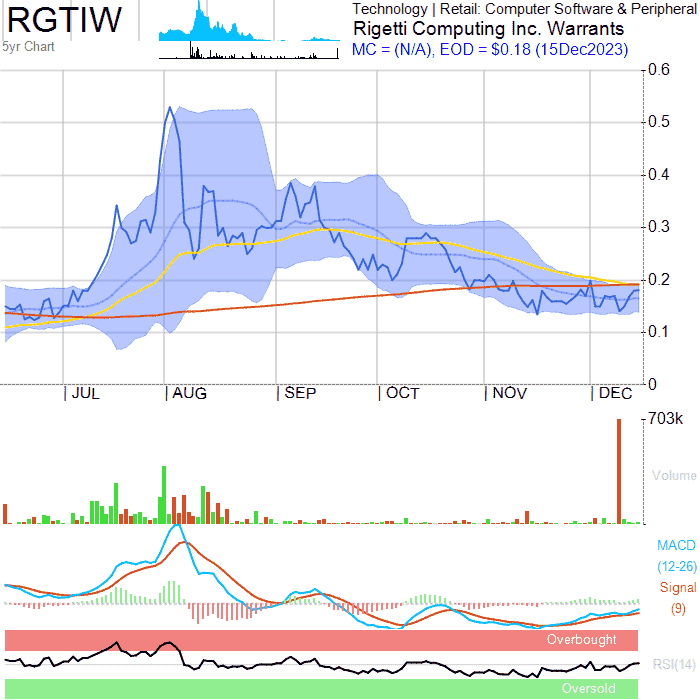 RGTIW
5yr Chart
Technology | Retail: Computer Software & Peripheral
Rigetti Computing Inc. Warrants
MC = (N/A), EOD = $0.18 (15Dec2023)
0.6
0.5
0.4
0.3
0.2
0.1
0
JUL
AUG
SEP
OCT
NOV
DEC
703k
Volume
MACD
(12-26)
Signal
(9)
Overbought
RSI(14)
Oversold